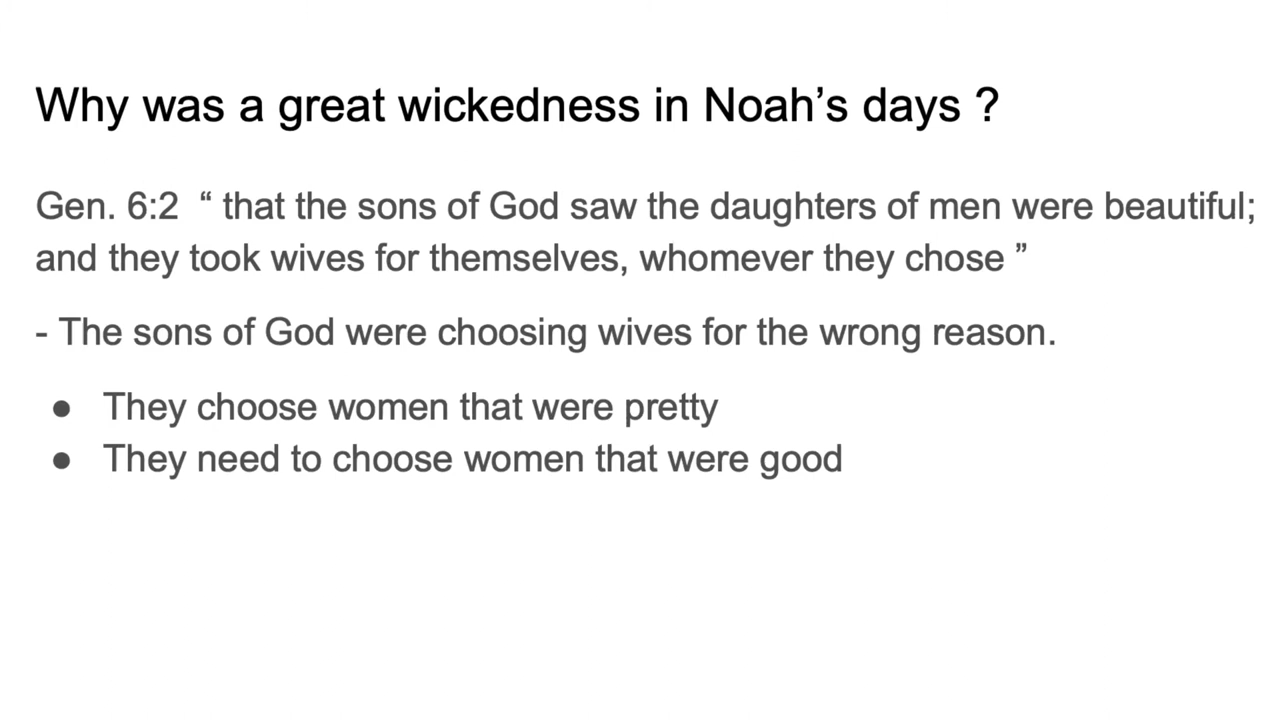 Why was a great wickedness in Noah’s days ?
Gen. 6:2 “ that the sons of God saw the daughters of men were beautiful;
and they took wives for themselves, whomever they chose ”
- The sons of God were choosing wives for the wrong reason.
● They choose women that were pretty
● They need to choose women that were good